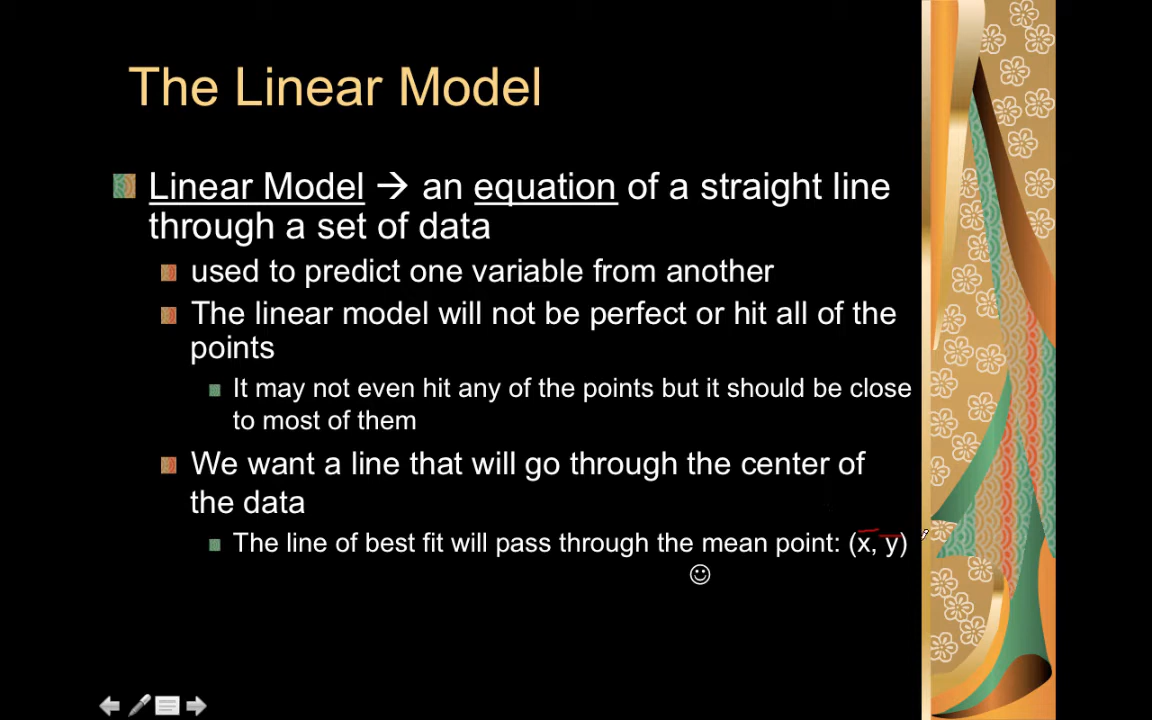 The Linear Model
Linear Model → an equation of a straight line
through a set of data
used to predict one variable from another
The linear model will not be perfect or hit all of the
points
It may not even hit any of the points but it should be close
to most of them
We want a line that will go through the center of
the data
The line of best fit will pass through the mean point: (x̅, y̅)
☺